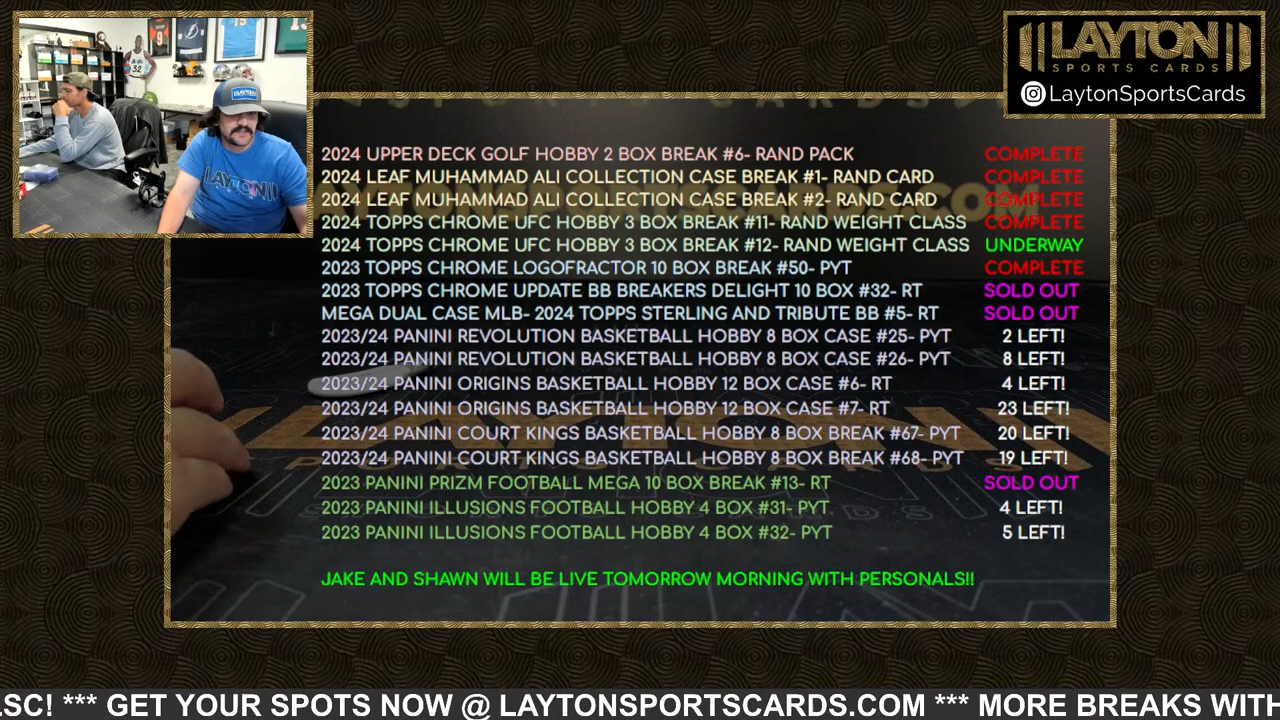 LAYTON
SPORTS CARDS
LaytonSportsCards
2024 UPPER DECK GOLF HOBBY 2 BOX BREAK #6- RAND PACK COMPLETE
2024 LEAF MUHAMMAD ALI COLLECTION CASE BREAK #1- RAND CARD COMPLETE
2024 LEAF MUHAMMAD ALI COLLECTION CASE BREAK #2- RAND CARD COMPLETE
2024 TOPPS CHROME UFC HOBBY 3 BOX BREAK #11- RAND WEIGHT CLASS COMPLETE
2024 TOPPS CHROME UFC HOBBY 3 BOX BREAK #12- RAND WEIGHT CLASS UNDERWAY
2023 TOPPS CHROME LOGOFRACTOR 10 BOX BREAK #50- PYT COMPLETE
2023 TOPPS CHROME UPDATE BB BREAKERS DELIGHT 10 BOX #32- RT SOLD OUT
MEGA DUAL CASE MLB- 2024 TOPPS STERLING AND TRIBUTE BB #5- RT SOLD OUT
2023/24 PANINI REVOLUTION BASKETBALL HOBBY 8 BOX CASE #25- PYT 2 LEFT!
2023/24 PANINI REVOLUTION BASKETBALL HOBBY 8 BOX CASE #26- PYT 8 LEFT!
2023/24 PANINI ORIGINS BASKETBALL HOBBY 12 BOX CASE #6- RT 4 LEFT!
2023/24 PANINI ORIGINS BASKETBALL HOBBY 12 BOX CASE #7- RT 23 LEFT!
2023/24 PANINI COURT KINGS BASKETBALL HOBBY 8 BOX BREAK #67- PYT 20 LEFT!
2023/24 PANINI COURT KINGS BASKETBALL HOBBY 8 BOX BREAK #68- PYT 19 LEFT!
2023 PANINI PRIZM FOOTBALL MEGA 10 BOX BREAK #13- RT SOLD OUT
2023 PANINI ILLUSIONS FOOTBALL HOBBY 4 BOX #31- PYT 4 LEFT!
2023 PANINI ILLUSIONS FOOTBALL HOBBY 4 BOX #32- PYT 5 LEFT!
JAKE AND SHAWN WILL BE LIVE TOMORROW MORNING WITH PERSONALS!!
LSC! *** GET YOUR SPOTS NOW @ LAYTONSPORTSCARDS.COM *** MORE BREAKS WITH